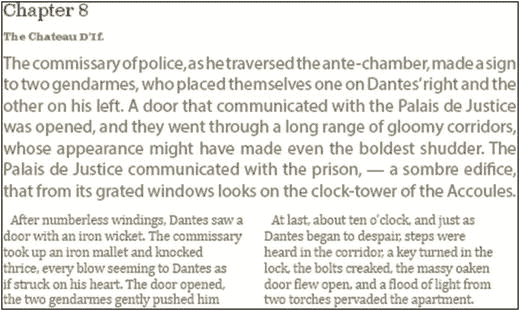 Chapter 8
The Chateau D'If.
The commissary of police, as he traversed the ante-chamber, made a sign
to two gendarmes, who placed themselves one on Dantes' right and the
other on his left. A door that communicated with the Palais de Justice
was opened, and they went through a long range of gloomy corridors,
whose appearance might have made even the boldest shudder. The
Palais de Justice communicated with the prison, — a sombre edifice,
that from its grated windows looks on the clock-tower of the Accoules.
After numberless windings, Dantes saw a
door with an iron wicket. The commissary
took up an iron mallet and knocked
thrice, every blow seeming to Dantes as
if struck on his heart. The door opened,
the two gendarmes gently pushed him
At last, about ten o'clock, and just as
Dantes began to despair, steps were
heard in the corridor, a key turned in the
lock, the bolts creaked, the massy oaken
door flew open, and a flood of light from
two torches pervaded the apartment.